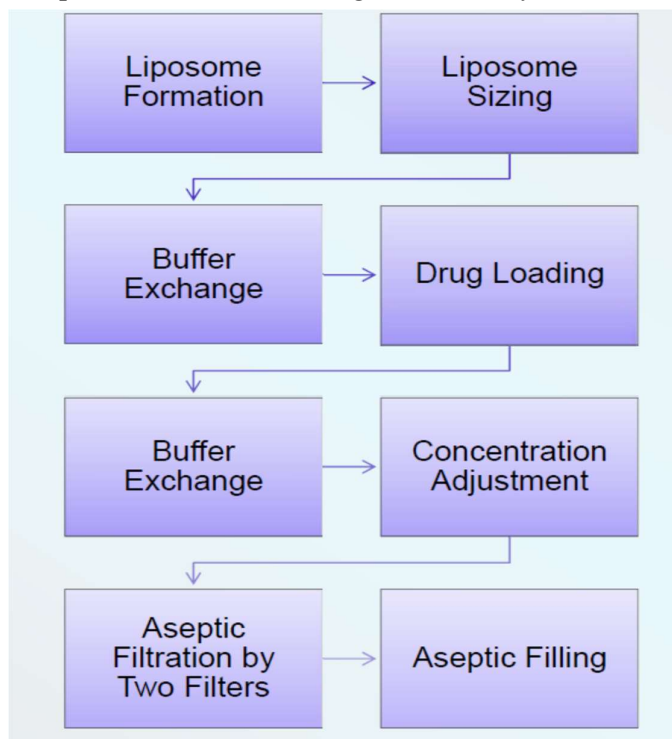 Liposome
Formation
Liposome
Sizing
Buffer
Exchange
Drug Loading
Buffer
Exchange
Concentration
Adjustment
Aseptic
Filtration by
Two Filters
Aseptic Filling